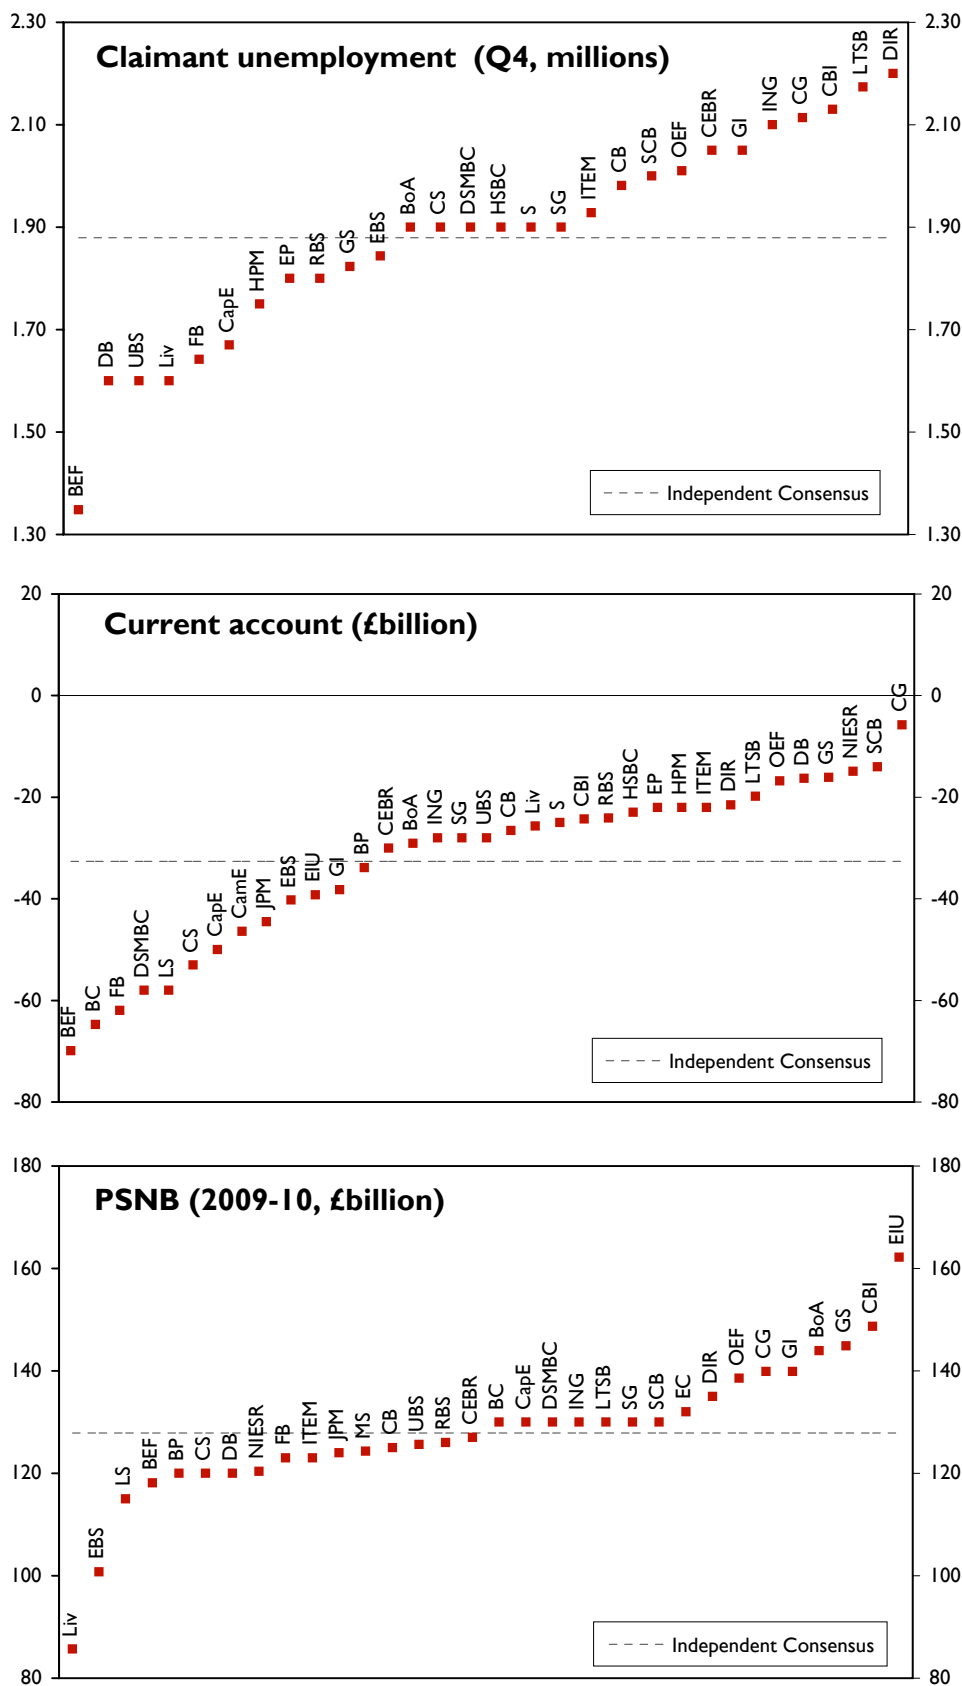 Claimant unemployment (Q4, millions)
2.30
2.10
1.90
1.70
1.50
1.30
2.30
2.10
1.90
1.70
1.50
1.30
BEF
DB
UBS
Liv
FB
CapE
HPM
EP
RBS
GS
EBS
BoA
CS
DSMBC
HSBC
S
SG
ITEM
CB
SCB
OEF
CEBR
GI
ING
CG
CBI
LTSB
DIR
Independent Consensus
Current account (£billion)
20
0
-20
-40
-60
-80
20
0
-20
-40
-60
-80
BEF
BC
FB
DSMBC
LS
CS
CapE
CamE
JPM
EBS
EIU
GI
BP
CEBR
BoA
ING
SG
UBS
CB
Liv
S
CBI
RBS
HSBC
EP
HPM
ITEM
DIR
LTSB
OEF
DB
GS
NIESR
SCB
CG
Independent Consensus
PSNB (2009-10, £billion)
180
160
140
120
100
80
180
160
140
120
100
80
Liv
EBS
LS
BEF
BP
CS
DB
NIESR
FB
ITEM
JPM
MS
CB
UBS
RBS
CEBR
BC
CapE
DSMBC
ING
LTSB
SG
SCB
EC
DIR
OEF
CG
GI
BoA
GS
CBI
EIU
Independent Consensus